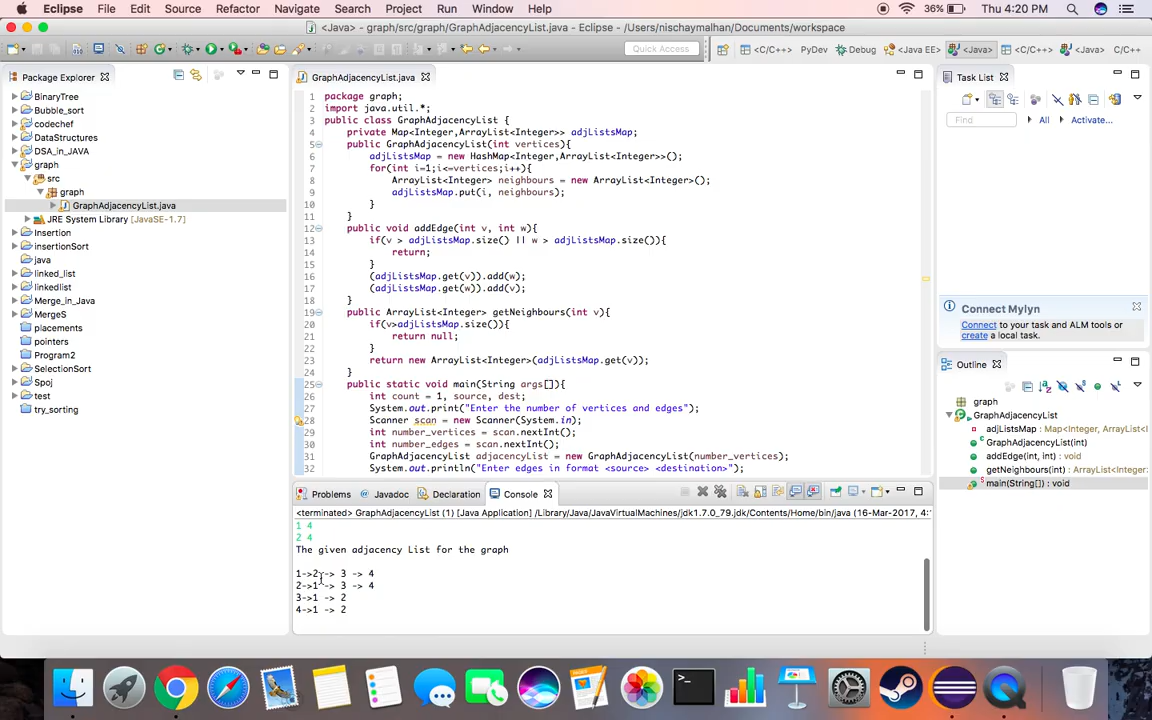 Eclipse File Edit Source Refactor Navigate Search Project Run Window Help 36% Thu 4:20 PM
<Java> - graph/src/graph/GraphAdjacencyList.java - Eclipse - /Users/nischaymalhan/Documents/workspace
Quick Access <C/C++> PyDev Debug <Java EE> <Java> <C/C++> <Java> C/C++
Package Explorer
BinaryTree
Bubble_sort
codechef
DataStructures
DSA_in_JAVA
graph
src
graph
GraphAdjacencyList.java
JRE System Library [JavaSE-1.7]
Insertion
insertionSort
java
linked_list
linkedlist
Merge_in_Java
MergeS
placements
pointers
Program2
SelectionSort
Spoj
test
try_sorting
GraphAdjacencyList.java
1 package graph;
2 import java.util.*;
3 public class GraphAdjacencyList {
4 private Map<Integer,ArrayList<Integer>> adjListsMap;
5 public GraphAdjacencyList(int vertices){
6 adjListsMap = new HashMap<Integer,ArrayList<Integer>>();
7 for(int i=1;i<=vertices;i++){
8 ArrayList<Integer> neighbours = new ArrayList<Integer>();
9 adjListsMap.put(i, neighbours);
10 }
11 }
12 public void addEdge(int v, int w){
13 if(v > adjListsMap.size() || w > adjListsMap.size()){
14 return;
15 }
16 (adjListsMap.get(v)).add(w);
17 (adjListsMap.get(w)).add(v);
18 }
19 public ArrayList<Integer> getNeighbours(int v){
20 if(v>adjListsMap.size()){
21 return null;
22 }
23 return new ArrayList<Integer>(adjListsMap.get(v));
24 }
25 public static void main(String args[]){
26 int count = 1, source, dest;
27 System.out.print("Enter the number of vertices and edges");
28 Scanner scan = new Scanner(System.in);
29 int number_vertices = scan.nextInt();
30 int number_edges = scan.nextInt();
31 GraphAdjacencyList adjacencyList = new GraphAdjacencyList(number_vertices);
32 System.out.println("Enter edges in format <source> <destination>");
Problems Javadoc Declaration Console
<terminated> GraphAdjacencyList (1) [Java Application] /Library/Java/JavaVirtualMachines/jdk1.7.0_79.jdk/Contents/Home/bin/java (16-Mar-2017, 4:
1 4
2 4
The given adjacency List for the graph
1->2 -> 3 -> 4
2->1 -> 3 -> 4
3->1 -> 2
4->1 -> 2
Task List
Find All Activate...
Connect Mylyn
Connect to your task and ALM tools or
create a local task.
Outline
graph
GraphAdjacencyList
adjListsMap : Map<Integer, ArrayList<I
GraphAdjacencyList(int)
addEdge(int, int) : void
getNeighbours(int) : ArrayList<Integer>
main(String[]) : void